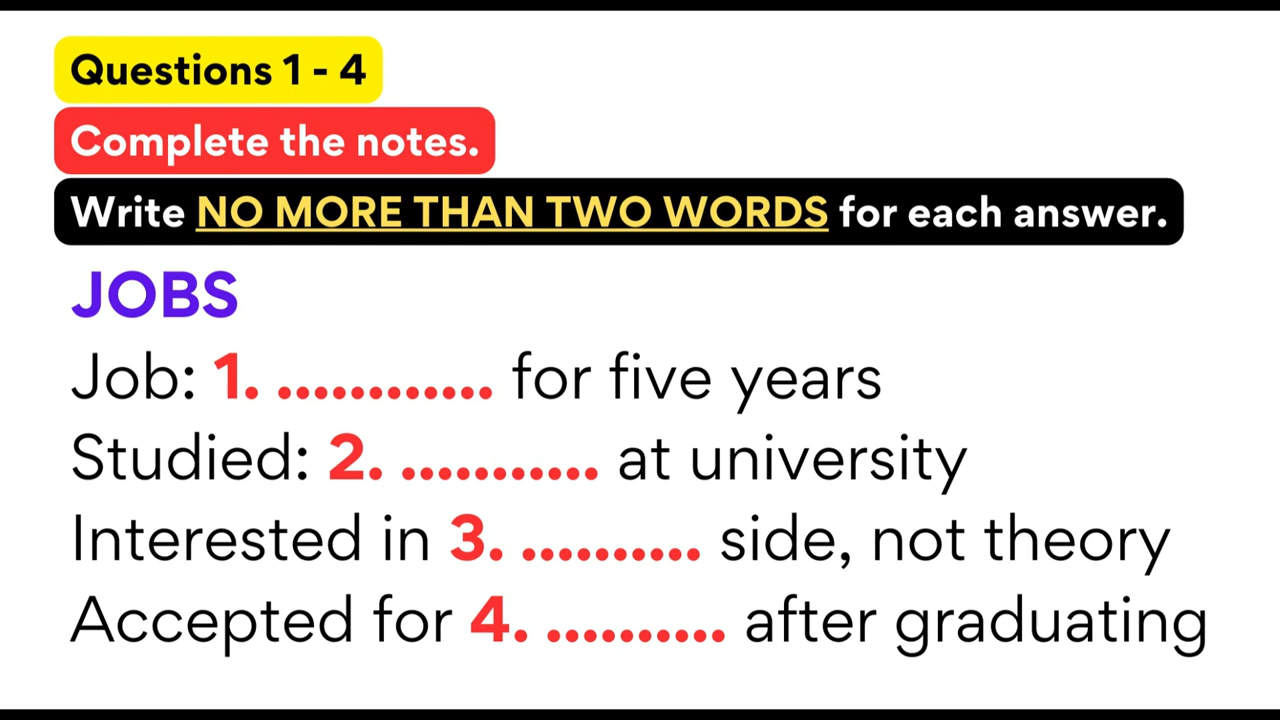 Questions 1 - 4
Complete the notes.
Write NO MORE THAN TWO WORDS for each answer.
JOBS
Job: 1. ............ for five years
Studied: 2. ........... at university
Interested in 3. .......... side, not theory
Accepted for 4. .......... after graduating